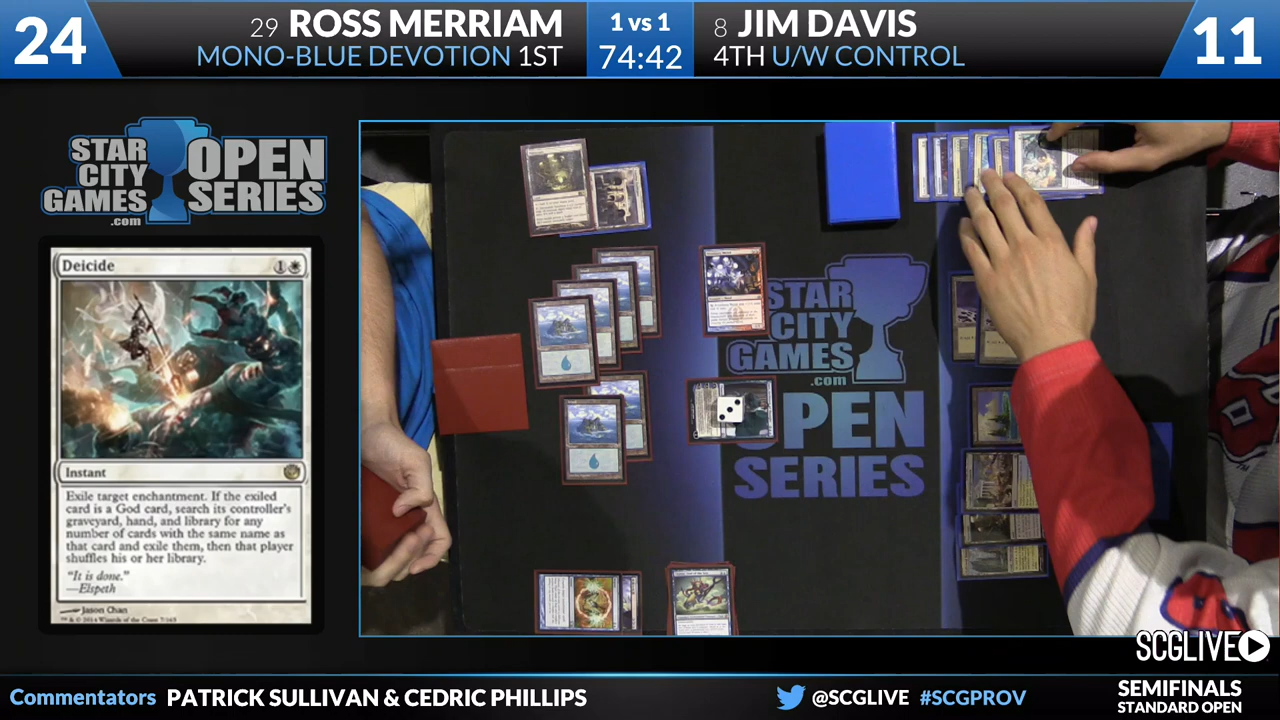 24
29 ROSS MERRIAM
MONO-BLUE DEVOTION 1ST
1 vs 1
74:42
8 JIM DAVIS
4TH U/W CONTROL
11
STAR
CITY
GAMES
.com
OPEN
SERIES
Deicide 1
Instant
Exile target enchantment. If the exiled
card is a God card, search its controller's
graveyard, hand, and library for any
number of cards with the same name as
that card and exile them, then that player
shuffles his or her library.
"It is done."
—Elspeth
Jason Chan
STAR
CITY
GAMES
.com
OPEN
SERIES
SCGLIVE
Commentators PATRICK SULLIVAN & CEDRIC PHILLIPS
@SCGLIVE #SCGPROV
SEMIFINALS
STANDARD OPEN